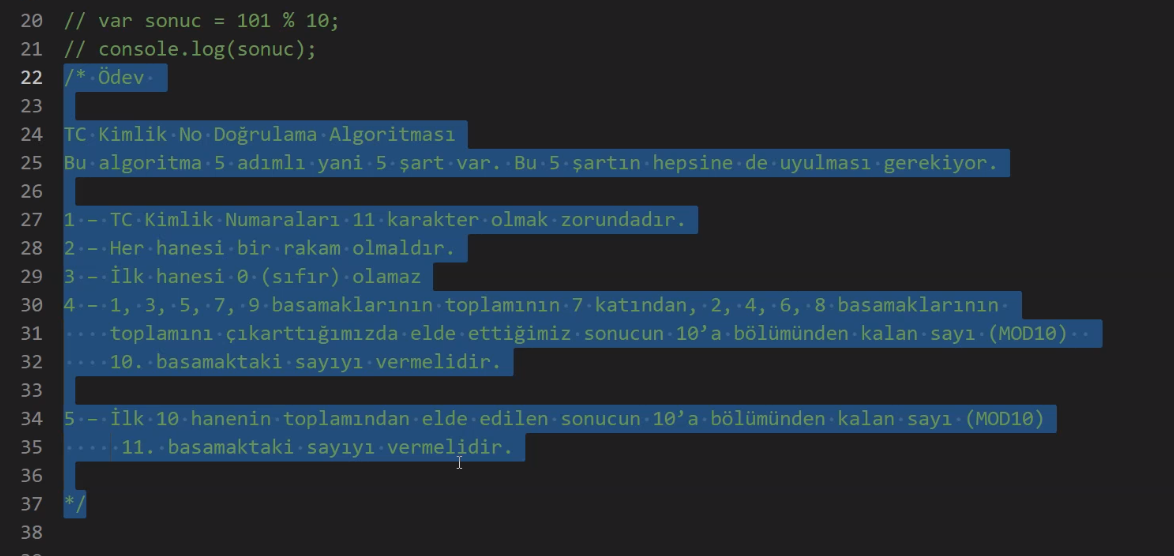 20 // var sonuc = 101 % 10;
21 // console.log(sonuc);
22 /* Ödev
23
24 TC Kimlik No Doğrulama Algoritması
25 Bu algoritma 5 adımlı yani 5 şart var. Bu 5 şartın hepsine de uyulması gerekiyor.
26
27 1 – TC Kimlik Numaraları 11 karakter olmak zorundadır.
28 2 – Her hanesi bir rakam olmaldır.
29 3 – İlk hanesi 0 (sıfır) olamaz
30 4 – 1, 3, 5, 7, 9 basamaklarının toplamının 7 katından, 2, 4, 6, 8 basamaklarının
31 toplamını çıkarttığımızda elde ettiğimiz sonucun 10’a bölümünden kalan sayı (MOD10)
32 10. basamaktaki sayıyı vermelidir.
33
34 5 – İlk 10 hanenin toplamından elde edilen sonucun 10’a bölümünden kalan sayı (MOD10)
35 11. basamaktaki sayıyı vermelidir.
36
37 */
38